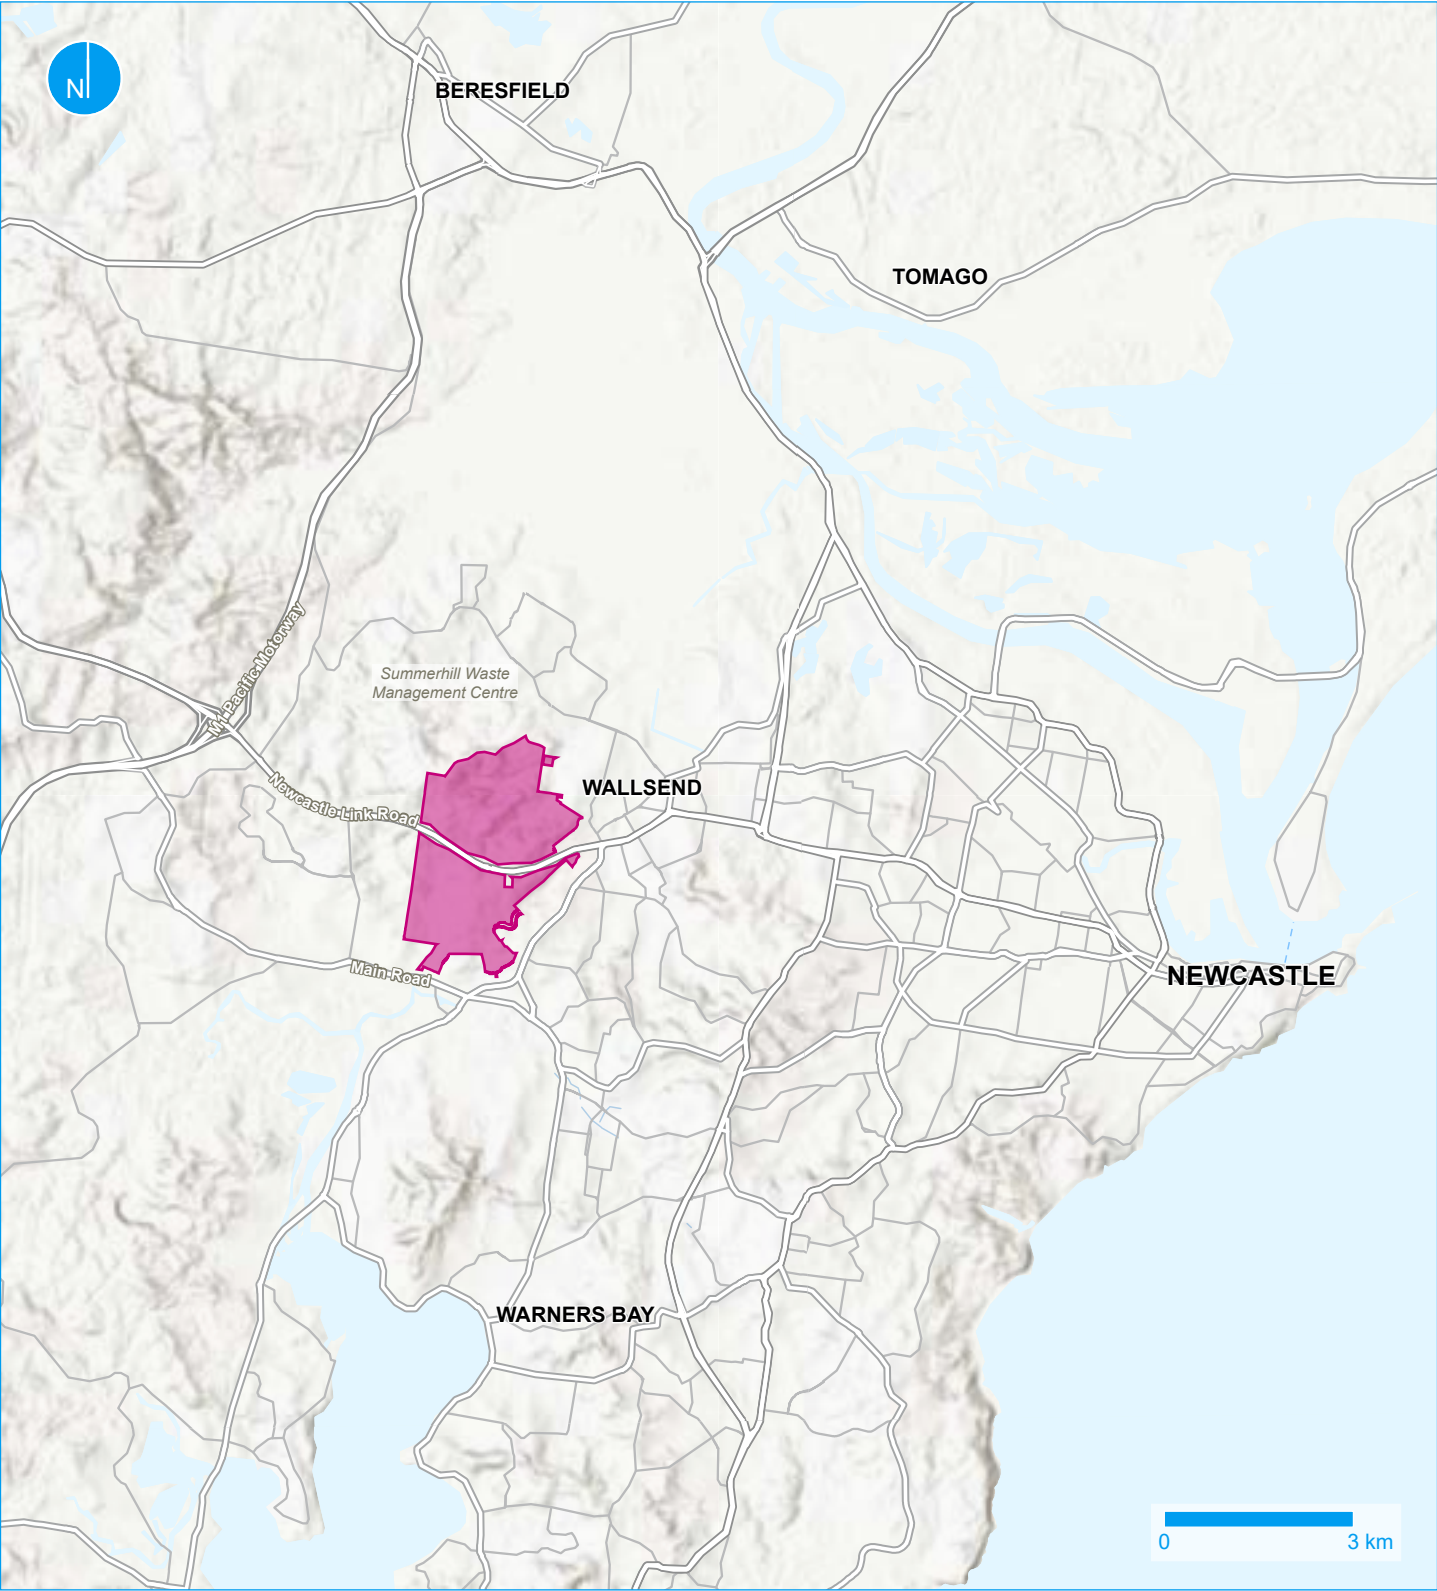 N
BERESFIELD
TOMAGO
M1 Pacific Motorway
Summerhill Waste
Management Centre
WALLSEND
Newcastle Link Road
Main Road
NEWCASTLE
WARNERS BAY
0 3 km